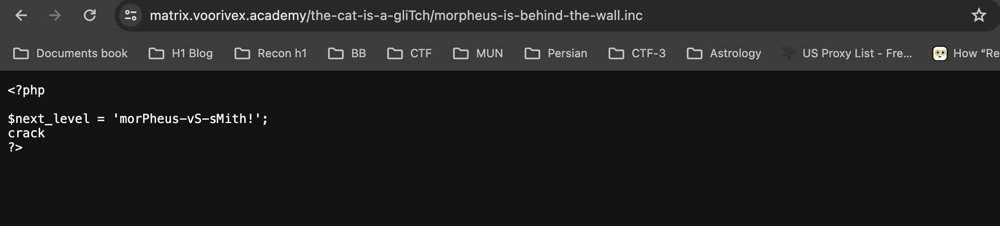 matrix.voorivex.academy/the-cat-is-a-gliTch/morpheus-is-behind-the-wall.inc
Documents book H1 Blog Recon h1 BB CTF MUN Persian CTF-3 Astrology US Proxy List - Fre... How “Re
<?php
$next_level = 'morPheus-vS-sMith!';
crack
?>